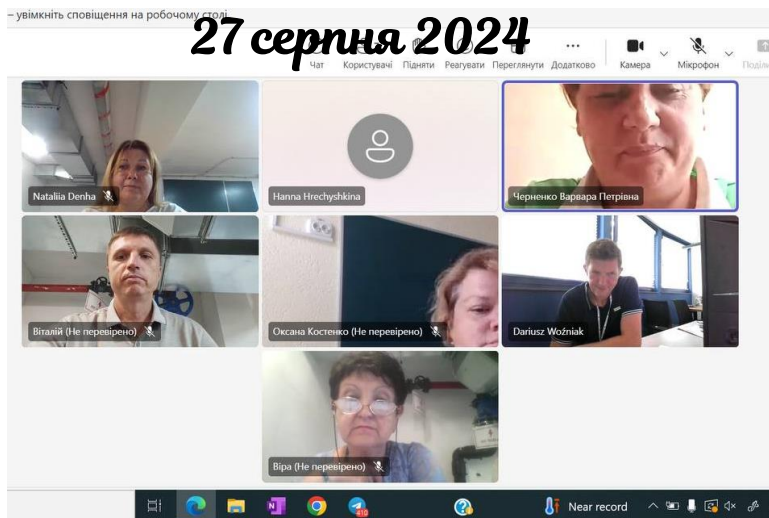 – увімкніть сповіщення на робочому столі
27 серпня 2024
Чат Користувачі Підняти Реагувати Переглянути Додатково Камера Мікрофон
Nataliia Denha
Hanna Hrechyshkina
Черненко Варвара Петрівна
Віталій (Не перевірено)
Оксана Костенко (Не перевірено)
Dariusz Woźniak
Віра (Не перевірено)
Near record